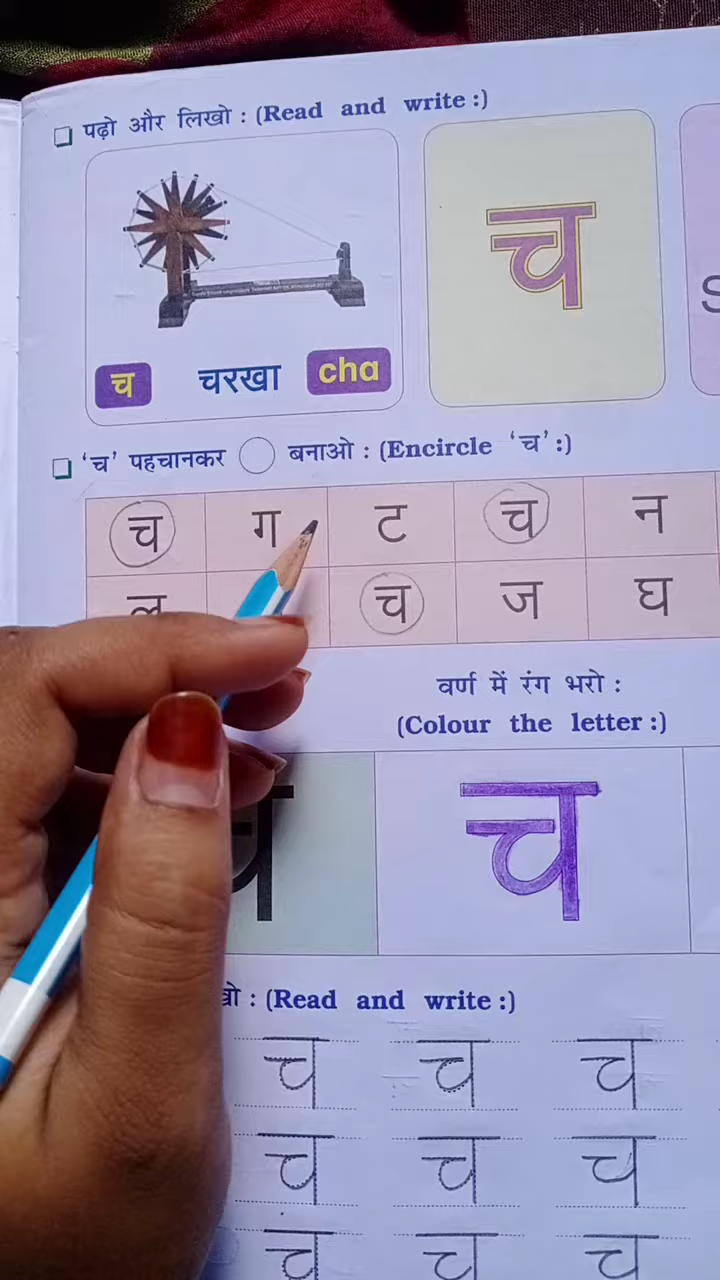 पढ़ो और लिखो : (Read and write :)
च
S
च चरखा cha
'च' पहचानकर बनाओ : (Encircle 'च' :)
च ग ट च न
ल च ज घ
वर्ण में रंग भरो :
(Colour the letter :)
च च
: (Read and write :)
च च च
च च च
च च च